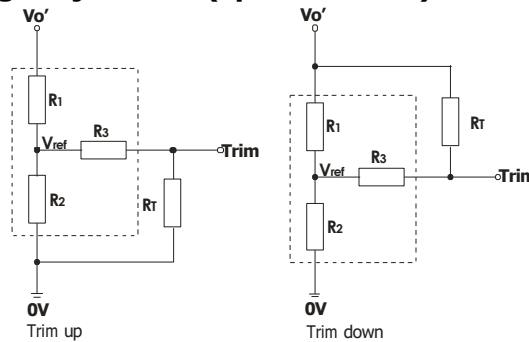 Vo'
R1
Vref
R3
Trim
R2
RT
0V
Trim up
Vo'
R1
RT
Vref
R3
Trim
R2
0V
Trim down